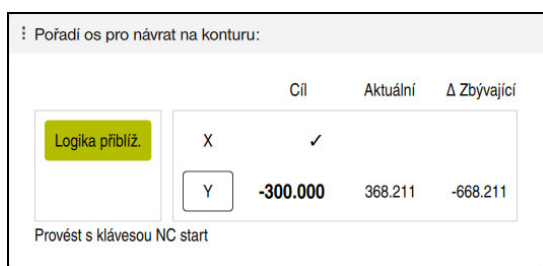 Pořadí os pro návrat na konturu:
Cíl Aktuální Δ Zbývající
Logika přiblíž. X ✓
Y -300.000 368.211 -668.211
Provést s klávesou NC start